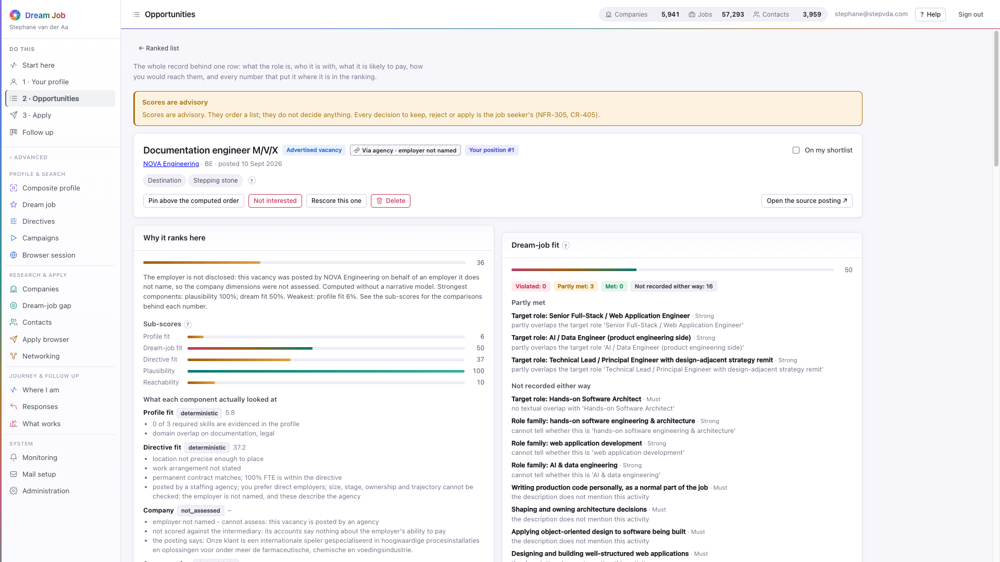 Dream Job
Stephane van der Aa
DO THIS
Start here
1 · Your profile
2 · Opportunities
3 · Apply
Follow up
ADVANCED
PROFILE & SEARCH
Composite profile
Dream job
Directives
Campaigns
Browser session
RESEARCH & APPLY
Companies
Dream-job gap
Contacts
Apply browser
Networking
JOURNEY & FOLLOW UP
Where I am
Responses
What works
SYSTEM
Monitoring
Mail setup
Administration
Opportunities
Companies 5,941 Jobs 57,293 Contacts 3,959
stephane@stepvda.com
? Help
Sign out
← Ranked list
The whole record behind one row: what the role is, who it is with, what it is likely to pay, how
you would reach them, and every number that put it where it is in the ranking.
Scores are advisory
Scores are advisory. They order a list; they do not decide anything. Every decision to keep, reject or apply is the job seeker's (NFR-305, CR-405).
Documentation engineer M/V/X Advertised vacancy Via agency · employer not named Your position #1
On my shortlist
NOVA Engineering · BE · posted 10 Sept 2026
Destination Stepping stone ?
Pin above the computed order Not interested Rescore this one Delete
Open the source posting ↗
Why it ranks here
36
The employer is not disclosed: this vacancy was posted by NOVA Engineering on behalf of an employer it does
not name, so the company dimensions were not assessed. Computed without a narrative model. Strongest
components: plausibility 100%; dream fit 50%. Weakest: profile fit 6%. See the sub-scores for the comparisons
behind each number.
Sub-scores ?
Profile fit 6
Dream-job fit 50
Directive fit 37
Plausibility 100
Reachability 10
What each component actually looked at
Profile fit deterministic 5.8
• 0 of 3 required skills are evidenced in the profile
• domain overlap on documentation, legal
Directive fit deterministic 37.2
• location not precise enough to place
• work arrangement not stated
• permanent contract matches; 100% FTE is within the directive
• posted by a staffing agency; you prefer direct employers; size, stage, ownership and trajectory cannot be
checked: the employer is not named, and these describe the agency
Company not_assessed –
• employer not named - cannot assess: this vacancy is posted by an agency
• not scored against the intermediary: its accounts say nothing about the employer's ability to pay
• the posting says: Onze klant is een internationale speler gespecialiseerd in hoogwaardige procesinstallaties
en oplossingen voor onder meer de farmaceutische, chemische en voedingsindustrie.
Dream-job fit ?
50
Violated: 0 Partly met: 3 Met: 0 Not recorded either way: 16
Partly met
Target role: Senior Full-Stack / Web Application Engineer · Strong
partly overlaps the target role 'Senior Full-Stack / Web Application Engineer'
Target role: AI / Data Engineer (product engineering side) · Strong
partly overlaps the target role 'AI / Data Engineer (product engineering side)'
Target role: Technical Lead / Principal Engineer with design-adjacent strategy remit · Strong
partly overlaps the target role 'Technical Lead / Principal Engineer with design-adjacent strategy remit'
Not recorded either way
Target role: Hands-on Software Architect · Must
no textual overlap with 'Hands-on Software Architect'
Role family: hands-on software engineering & architecture · Strong
cannot tell whether this is 'hands-on software engineering & architecture'
Role family: web application development · Strong
cannot tell whether this is 'web application development'
Role family: AI & data engineering · Strong
cannot tell whether this is 'AI & data engineering'
Writing production code personally, as a normal part of the job · Must
the description does not mention this activity
Shaping and owning architecture decisions · Must
the description does not mention this activity
Applying object-oriented design to software being built · Must
the description does not mention this activity
Designing and building well-structured web applications · Must